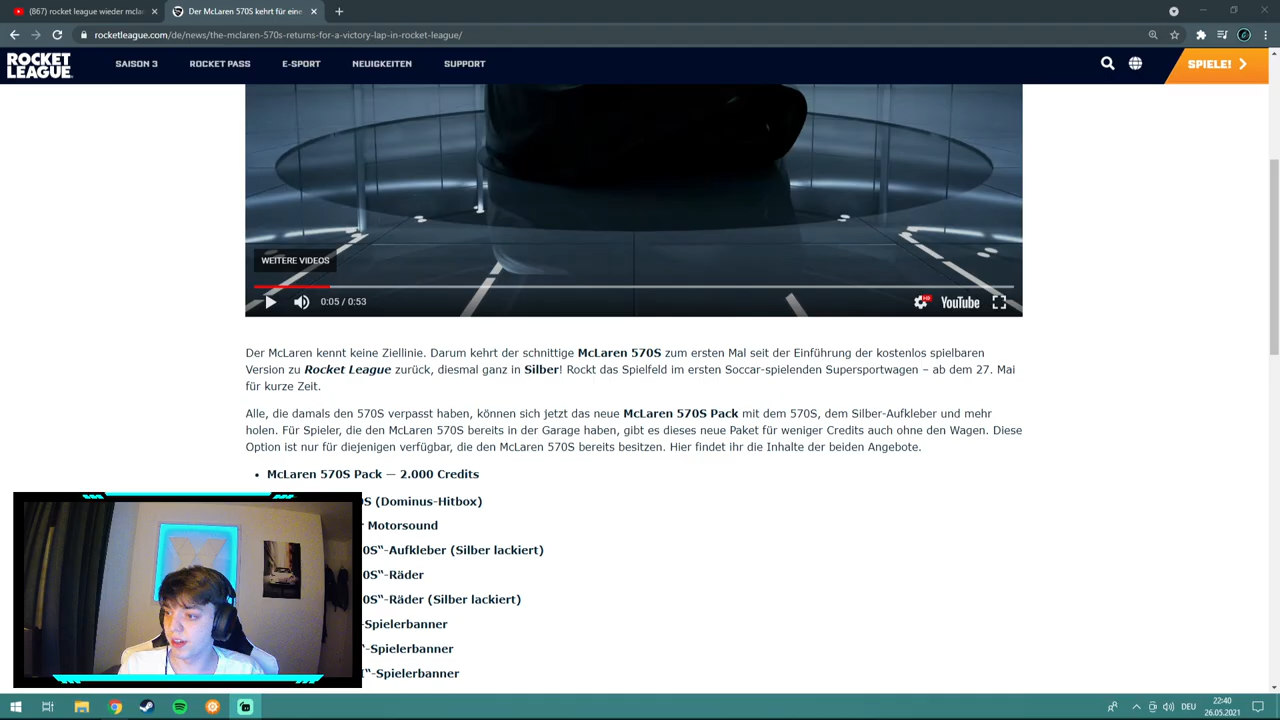 (867) rocket league wieder mclar
Der McLaren 570S kehrt für eine
rocketleague.com/de/news/the-mclaren-570s-returns-for-a-victory-lap-in-rocket-league/
ROCKET
LEAGUE
SAISON 3
ROCKET PASS
E-SPORT
NEUIGKEITEN
SUPPORT
SPIELE!
WEITERE VIDEOS
0:05 / 0:53
HD
YouTube
Der McLaren kennt keine Ziellinie. Darum kehrt der schnittige McLaren 570S zum ersten Mal seit der Einführung der kostenlos spielbaren
Version zu Rocket League zurück, diesmal ganz in Silber! Rockt das Spielfeld im ersten Soccar-spielenden Supersportwagen – ab dem 27. Mai
für kurze Zeit.
Alle, die damals den 570S verpasst haben, können sich jetzt das neue McLaren 570S Pack mit dem 570S, dem Silber-Aufkleber und mehr
holen. Für Spieler, die den McLaren 570S bereits in der Garage haben, gibt es dieses neue Paket für weniger Credits auch ohne den Wagen. Diese
Option ist nur für diejenigen verfügbar, die den McLaren 570S bereits besitzen. Hier findet ihr die Inhalte der beiden Angebote.
• McLaren 570S Pack — 2.000 Credits
0S (Dominus-Hitbox)
r Motorsound
0S“-Aufkleber (Silber lackiert)
0S“-Räder
0S“-Räder (Silber lackiert)
-Spielerbanner
“-Spielerbanner
I“-Spielerbanner
DEU
22:40
26.05.2021